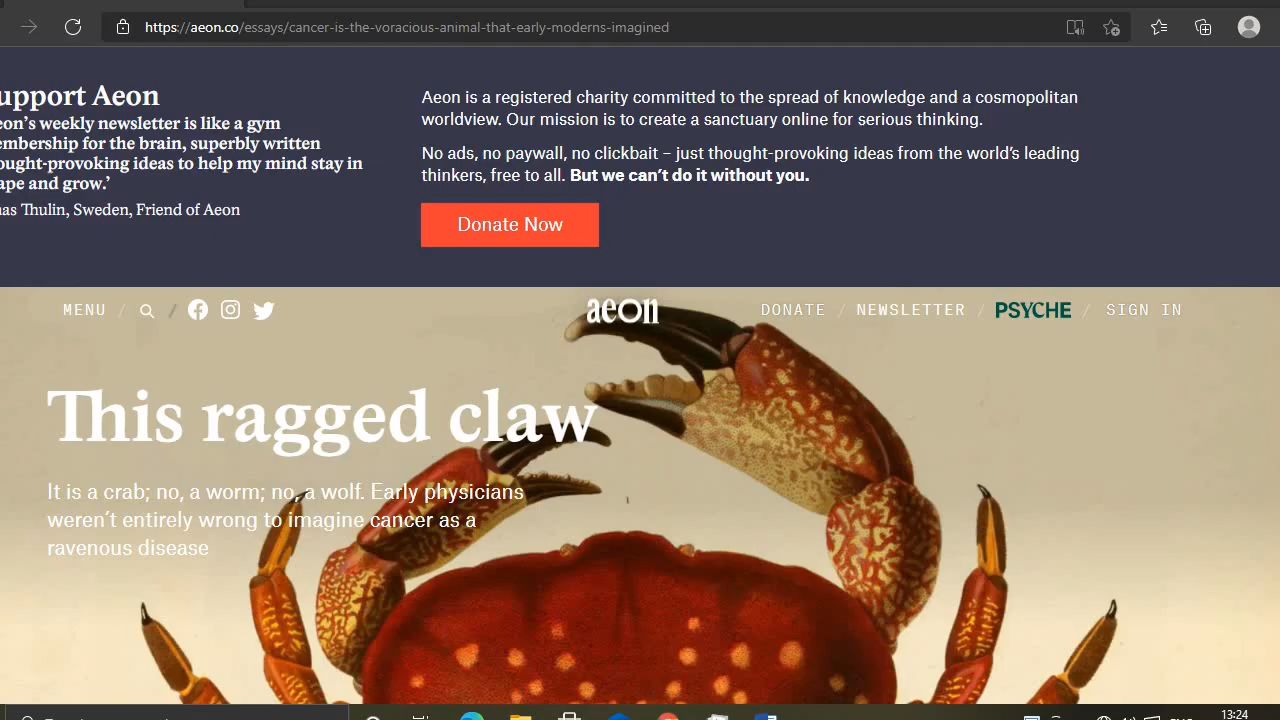 https://aeon.co/essays/cancer-is-the-voracious-animal-that-early-moderns-imagined
upport Aeon
eon's weekly newsletter is like a gym
embership for the brain, superbly written
ought-provoking ideas to help my mind stay in
ape and grow.'
nas Thulin, Sweden, Friend of Aeon
Aeon is a registered charity committed to the spread of knowledge and a cosmopolitan
worldview. Our mission is to create a sanctuary online for serious thinking.
No ads, no paywall, no clickbait – just thought-provoking ideas from the world's leading
thinkers, free to all. But we can't do it without you.
Donate Now
MENU / / aeon DONATE / NEWSLETTER / PSYCHE / SIGN IN
This ragged claw
It is a crab; no, a worm; no, a wolf. Early physicians
weren't entirely wrong to imagine cancer as a
ravenous disease
13:24